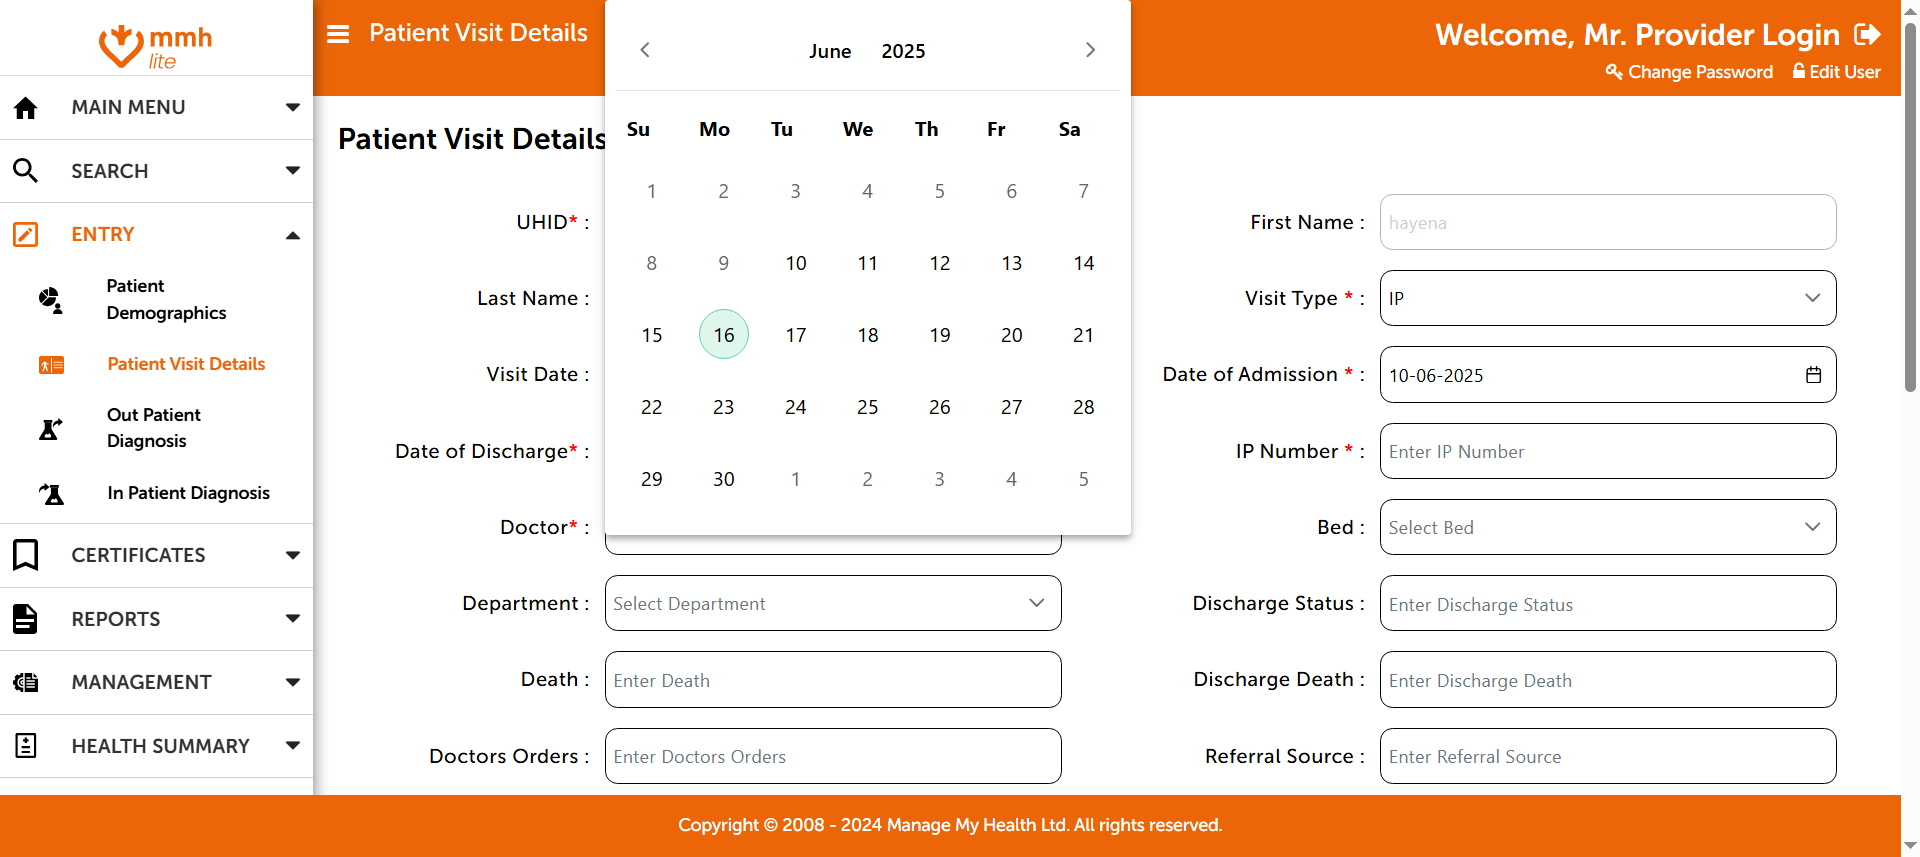 mmh
lite
Patient Visit Details
Welcome, Mr. Provider Login
Change Password
Edit User
MAIN MENU
SEARCH
ENTRY
Patient
Demographics
Patient Visit Details
Out Patient
Diagnosis
In Patient Diagnosis
CERTIFICATES
REPORTS
MANAGEMENT
HEALTH SUMMARY
Patient Visit Details
June 2025
Su Mo Tu We Th Fr Sa
1 2 3 4 5 6 7
8 9 10 11 12 13 14
15 16 17 18 19 20 21
22 23 24 25 26 27 28
29 30 1 2 3 4 5
UHID* :
First Name :
hayena
Last Name :
Visit Type * :
IP
Visit Date :
Date of Admission * :
10-06-2025
Date of Discharge* :
IP Number * :
Enter IP Number
Doctor* :
Bed :
Select Bed
Department :
Select Department
Discharge Status :
Enter Discharge Status
Death :
Enter Death
Discharge Death :
Enter Discharge Death
Doctors Orders :
Enter Doctors Orders
Referral Source :
Enter Referral Source
Copyright © 2008 - 2024 Manage My Health Ltd. All rights reserved.